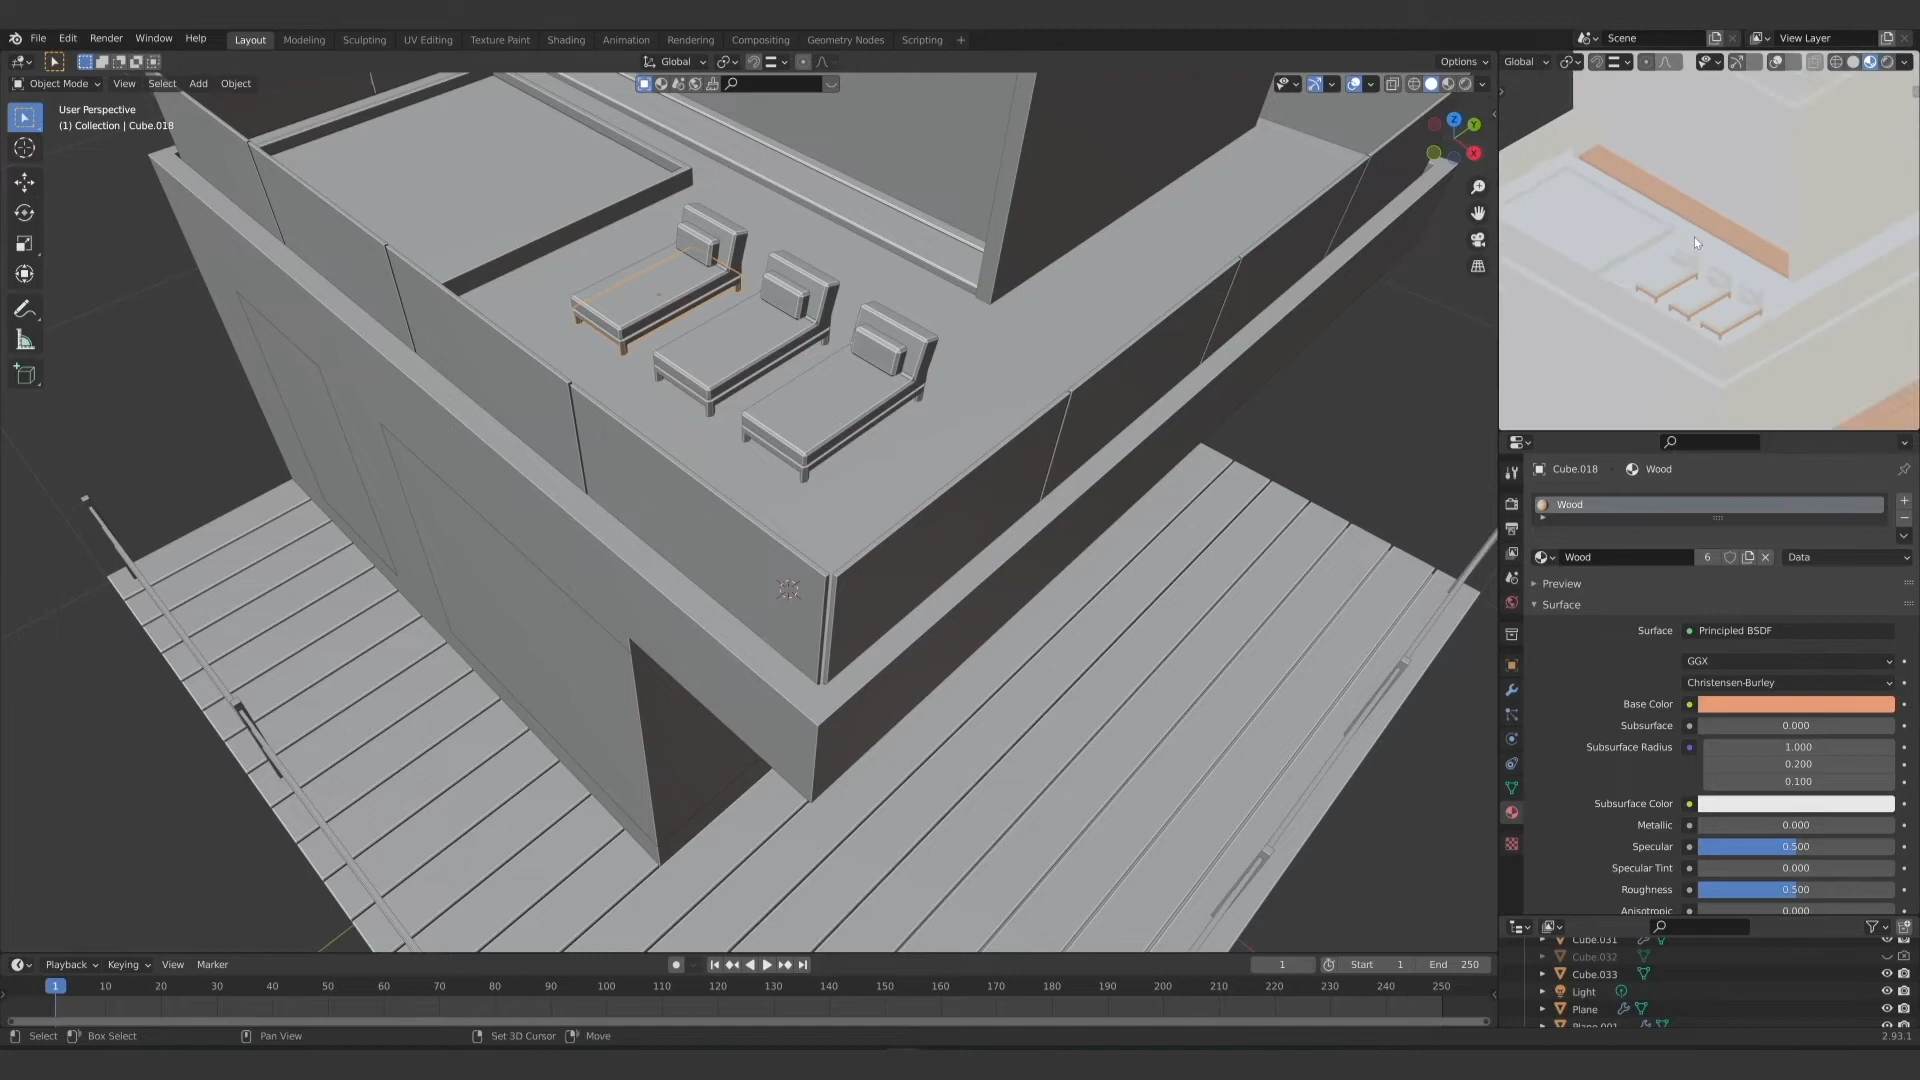 File Edit Render Window Help
Layout Modeling Sculpting UV Editing Texture Paint Shading Animation Rendering Compositing Geometry Nodes Scripting +
Scene
View Layer
Global
Options
Global
Object Mode View Select Add Object
User Perspective
(1) Collection | Cube.018
Z
Y
X
Cube.018
Wood
Wood
Wood 6
Data
Preview
Surface
Surface Principled BSDF
GGX
Christensen-Burley
Base Color
Subsurface 0.000
Subsurface Radius 1.000
0.200
0.100
Subsurface Color
Metallic 0.000
Specular 0.500
Specular Tint 0.000
Roughness 0.500
Anisotropic 0.000
Cube.031
Cube.032
Cube.033
Light
Plane
Plane.001
Playback Keying View Marker
1 Start 1 End 250
1 10 20 30 40 50 60 70 80 90 100 110 120 130 140 150 160 170 180 190 200 210 220 230 240 250
Select Box Select Pan View Set 3D Cursor Move
2.93.1